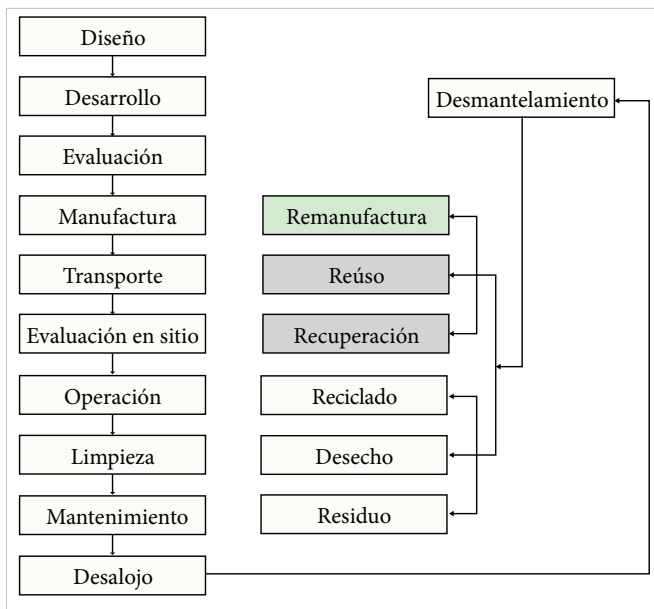 Diseño
Desarrollo
Evaluación
Manufactura
Transporte
Evaluación en sitio
Operación
Limpieza
Mantenimiento
Desalojo
Desmantelamiento
Remanufactura
Reúso
Recuperación
Reciclado
Desecho
Residuo